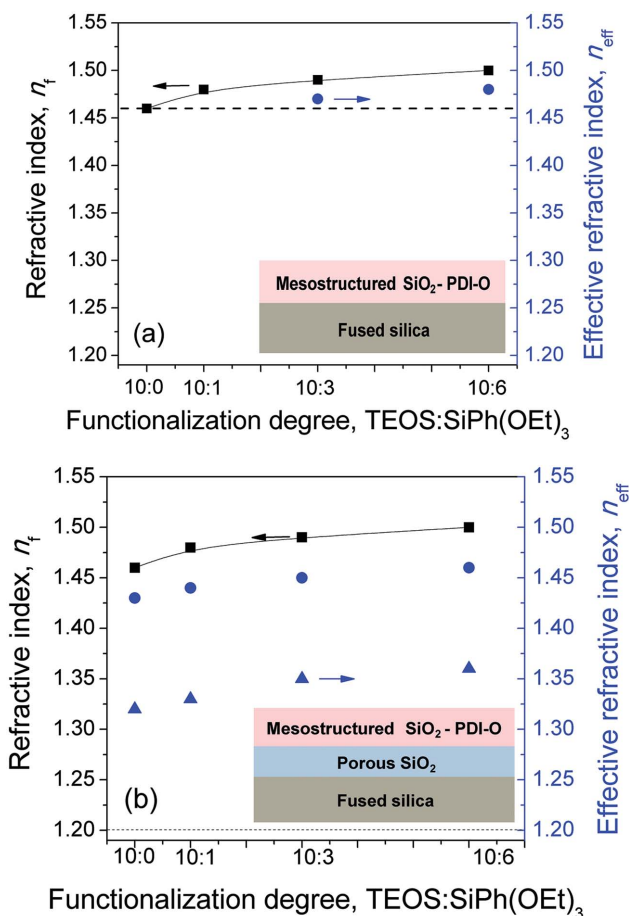 1.55
1.50
1.45
1.40
1.35
1.30
1.25
1.20
Refractive index, n_f
1.55
1.50
1.45
1.40
1.35
1.30
1.25
1.20
Effective refractive index, n_eff
Mesostructured SiO₂- PDI-O
Fused silica
(a)
10:0 10:1 10:3 10:6
Functionalization degree, TEOS:SiPh(OEt)₃
1.55
1.50
1.45
1.40
1.35
1.30
1.25
1.20
Refractive index, n_f
1.55
1.50
1.45
1.40
1.35
1.30
1.25
1.20
Effective refractive index, n_eff
Mesostructured SiO₂ - PDI-O
Porous SiO₂
Fused silica
(b)
10:0 10:1 10:3 10:6
Functionalization degree, TEOS:SiPh(OEt)₃